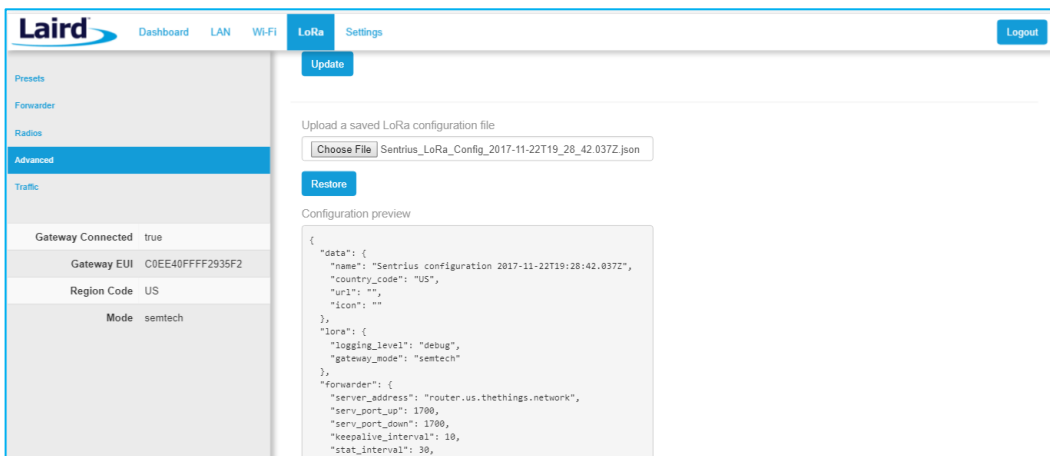 Laird Dashboard LAN Wi-Fi LoRa Settings Logout
Presets
Forwarder
Radios
Advanced
Traffic
Gateway Connected true
Gateway EUI C0EE40FFFF2935F2
Region Code US
Mode semtech
Update
Upload a saved LoRa configuration file
Choose File Sentrius_LoRa_Config_2017-11-22T19_28_42.037Z.json
Restore
Configuration preview
{
"data": {
"name": "Sentrius configuration 2017-11-22T19:28:42.037Z",
"country_code": "US",
"url": "",
"icon": ""
},
"lora": {
"logging_level": "debug",
"gateway_mode": "semtech"
},
"forwarder": {
"server_address": "router.us.thethings.network",
"serv_port_up": 1700,
"serv_port_down": 1700,
"keepalive_interval": 10,
"stat_interval": 30,